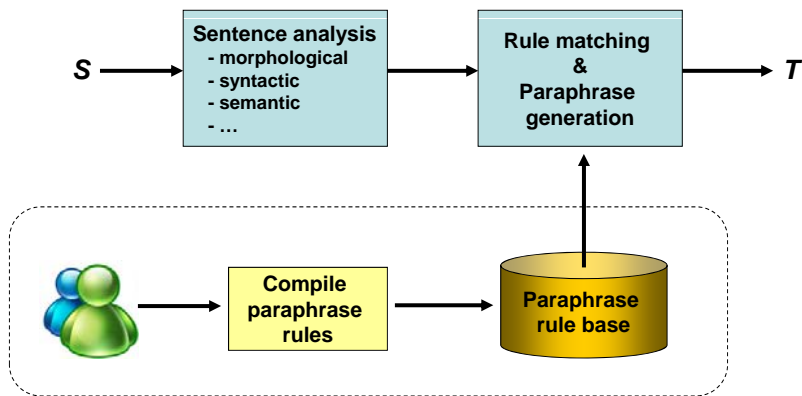 S
Sentence analysis
- morphological
- syntactic
- semantic
- ...
Rule matching
&
Paraphrase
generation
T
Compile
paraphrase
rules
Paraphrase
rule base